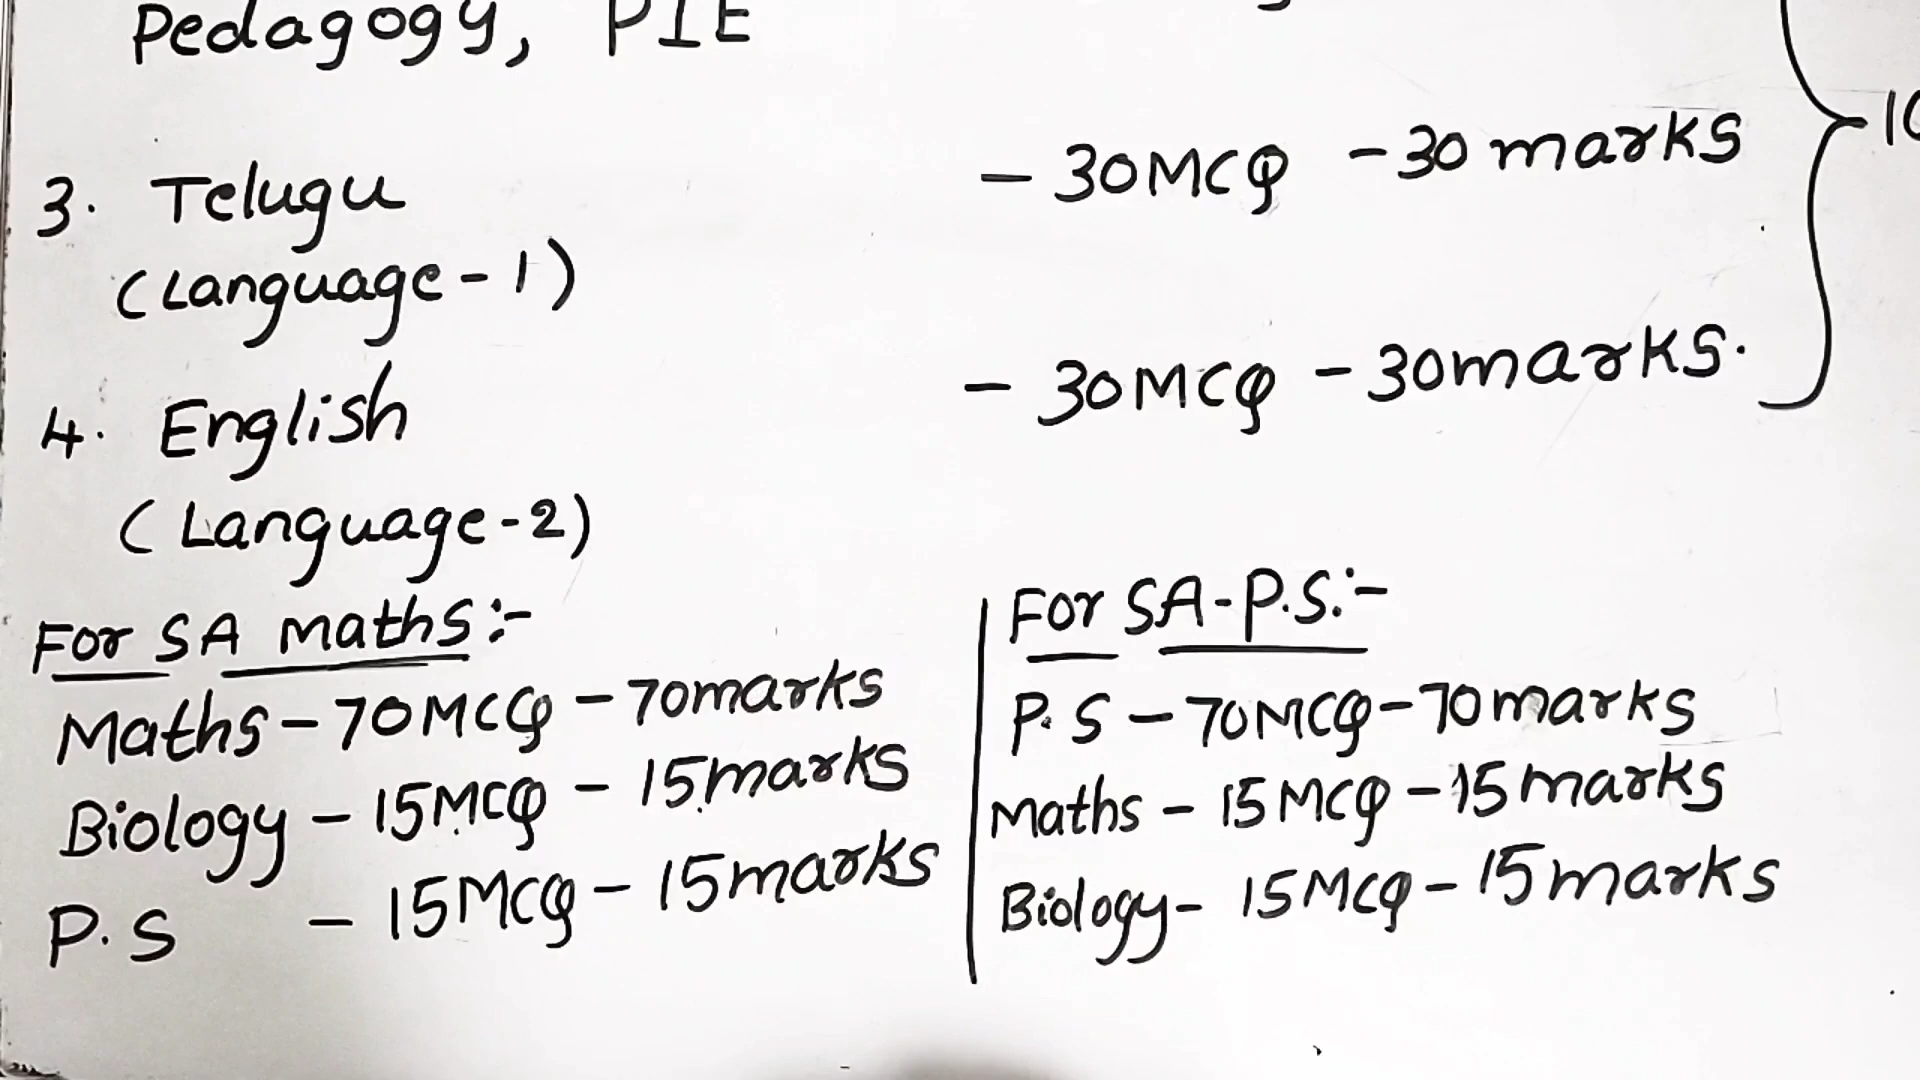 Pedagogy, PIE
3. Telugu - 30MCQ - 30 marks
(Language - 1)
4. English - 30MCQ - 30marks.
(Language-2)
For SA maths:-
Maths - 70MCQ - 70marks
Biology - 15MCQ - 15marks
P.S - 15MCQ - 15marks
For SA-P.S:-
P.S - 70MCQ - 70marks
Maths - 15MCQ - 15marks
Biology - 15MCQ - 15marks